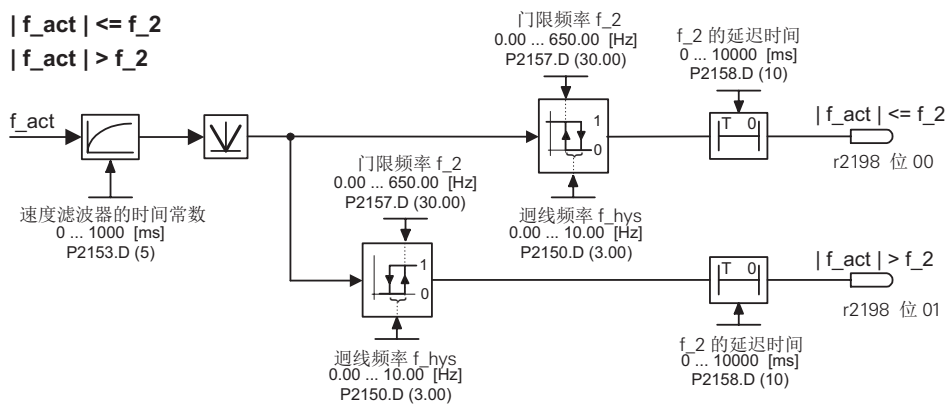 | f_act | <= f_2
| f_act | > f_2
门限频率 f_2
0.00 ... 650.00 [Hz]
P2157.D (30.00)
f_2 的延迟时间
0 ... 10000 [ms]
P2158.D (10)
f_act
1
0
T 0
| f_act | <= f_2
r2198 位 00
速度滤波器的时间常数
0 ... 1000 [ms]
P2153.D (5)
门限频率 f_2
0.00 ... 650.00 [Hz]
P2157.D (30.00)
迥线频率 f_hys
0.00 ... 10.00 [Hz]
P2150.D (3.00)
1
0
T 0
| f_act | > f_2
r2198 位 01
迥线频率 f_hys
0.00 ... 10.00 [Hz]
P2150.D (3.00)
f_2 的延迟时间
0 ... 10000 [ms]
P2158.D (10)